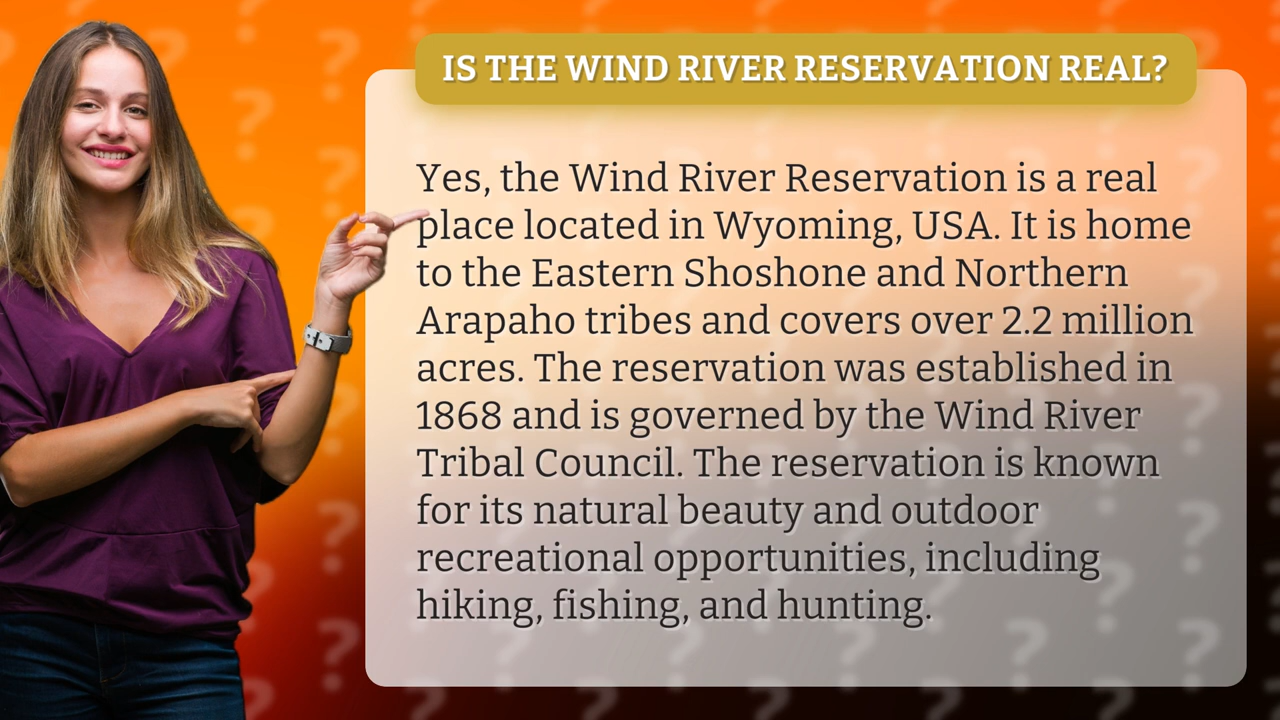 IS THE WIND RIVER RESERVATION REAL?
Yes, the Wind River Reservation is a real
place located in Wyoming, USA. It is home
to the Eastern Shoshone and Northern
Arapaho tribes and covers over 2.2 million
acres. The reservation was established in
1868 and is governed by the Wind River
Tribal Council. The reservation is known
for its natural beauty and outdoor
recreational opportunities, including
hiking, fishing, and hunting.